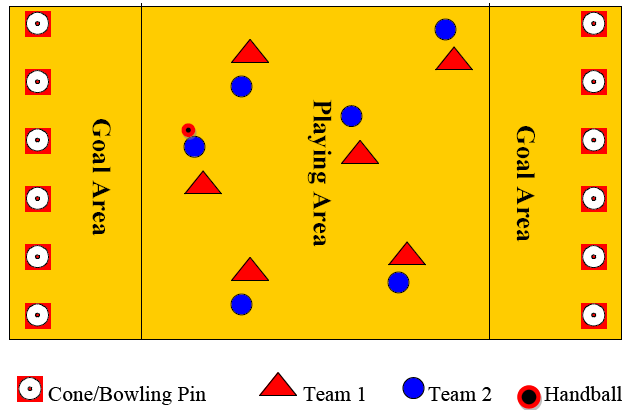 Goal Area
Playing Area
Goal Area
Cone/Bowling Pin
Team 1
Team 2
Handball